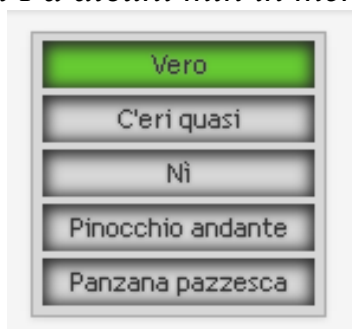 Vero
C'eri quasi
Nì
Pinocchio andante
Panzana pazzesca